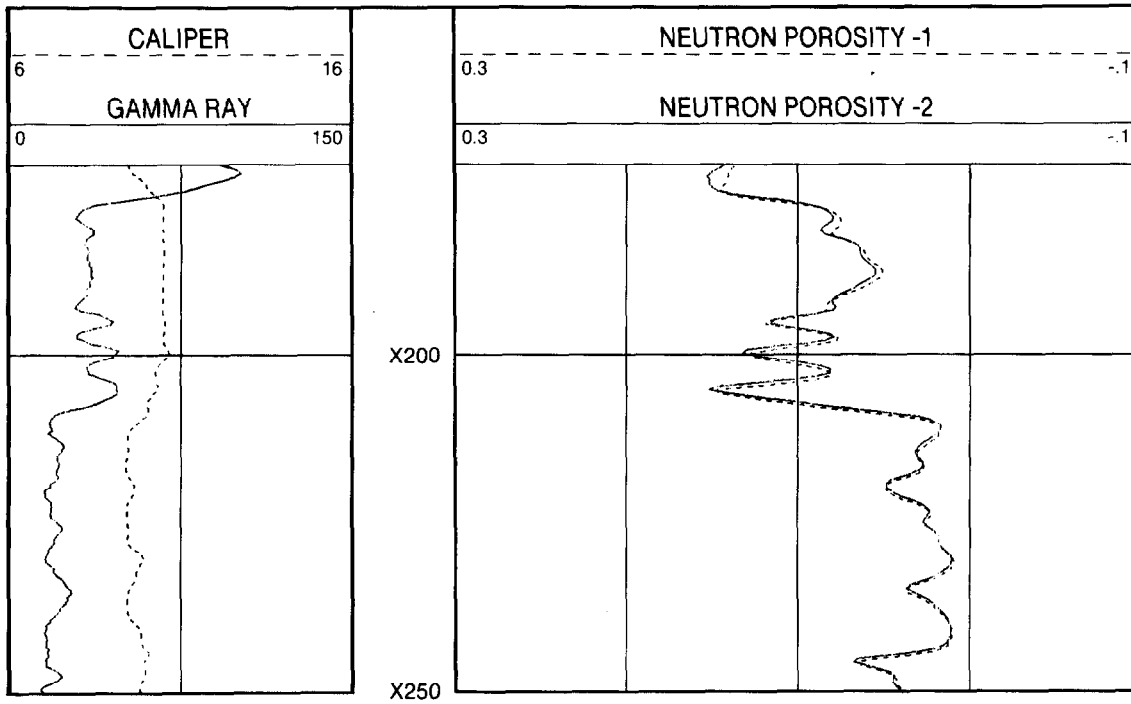 CALIPER
6 16
GAMMA RAY
0 150
NEUTRON POROSITY -1
0.3 -.1
NEUTRON POROSITY -2
0.3 -.1
X200
X250